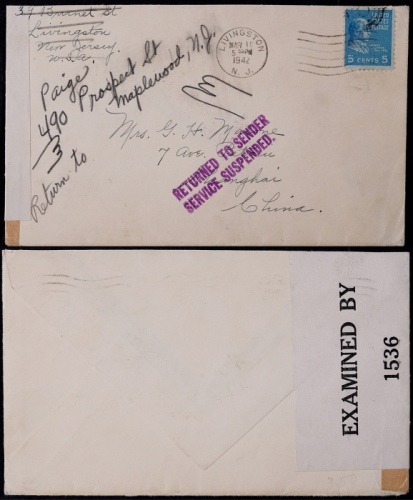 39 Burnet St
Livingston
New Jersey.
U.S.A.
Paige
490 Prospect St
Maplewood, N.J.
3
Return to
LIVINGSTON
MAY 11
5 PM
1942
N. J.
UNITED STATES
POSTAGE
5 CENTS 5
Mrs. G. H.
7 Ave.
China.
RETURNED TO SENDER
SERVICE SUSPENDED.
EXAMINED BY
1536